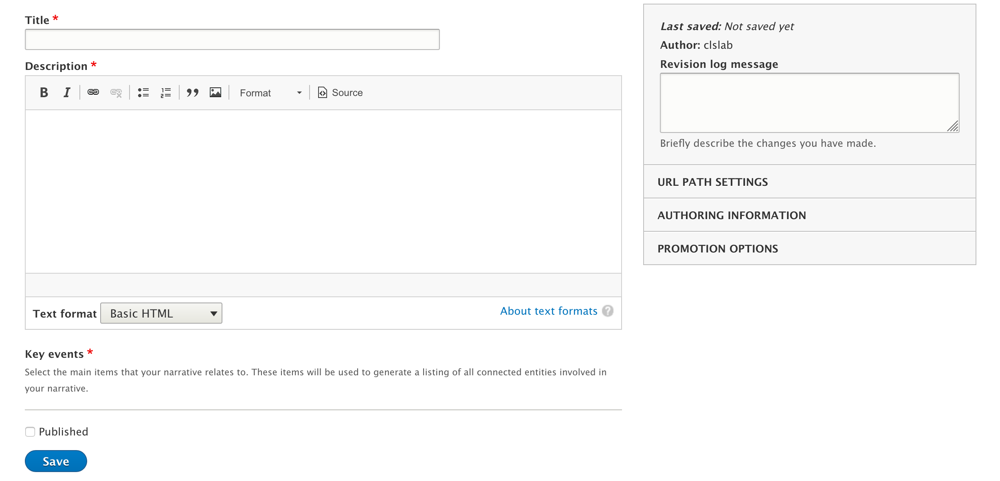 Title *
Description *
B I Format Source
Text format Basic HTML About text formats ?
Key events *
Select the main items that your narrative relates to. These items will be used to generate a listing of all connected entities involved in
your narrative.
Published
Save
Last saved: Not saved yet
Author: clslab
Revision log message
Briefly describe the changes you have made.
URL PATH SETTINGS
AUTHORING INFORMATION
PROMOTION OPTIONS